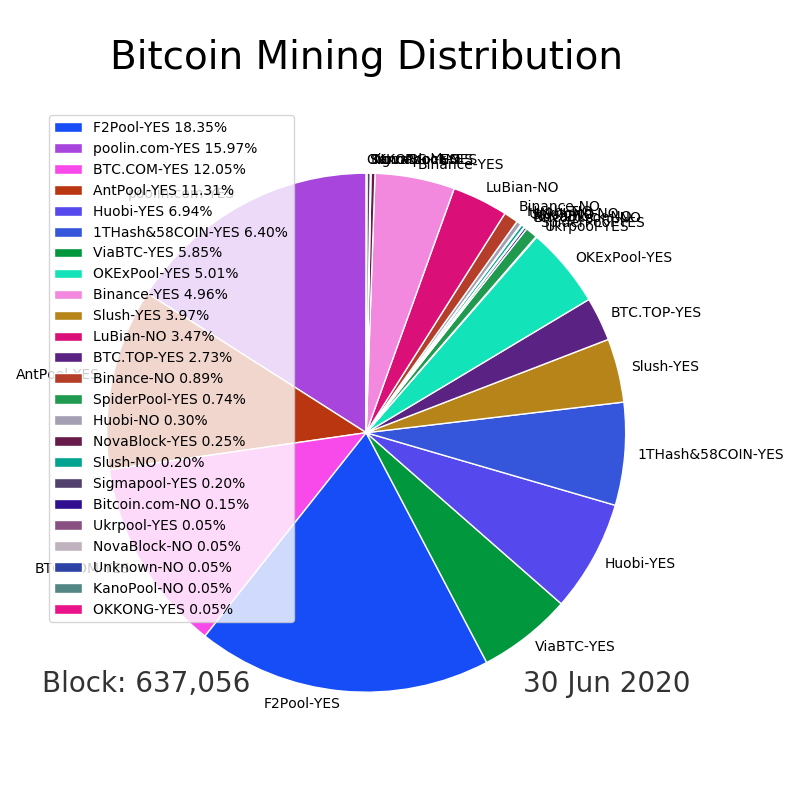 Bitcoin Mining Distribution
F2Pool-YES 18.35%
poolin.com-YES 15.97%
BTC.COM-YES 12.05%
AntPool-YES 11.31%
Huobi-YES 6.94%
1THash&58COIN-YES 6.40%
ViaBTC-YES 5.85%
OKExPool-YES 5.01%
Binance-YES 4.96%
Slush-YES 3.97%
LuBian-NO 3.47%
BTC.TOP-YES 2.73%
Binance-NO 0.89%
SpiderPool-YES 0.74%
Huobi-NO 0.30%
NovaBlock-YES 0.25%
Slush-NO 0.20%
Sigmapool-YES 0.20%
Bitcoin.com-NO 0.15%
Ukrpool-YES 0.05%
NovaBlock-NO 0.05%
Unknown-NO 0.05%
KanoPool-NO 0.05%
OKKONG-YES 0.05%
Binance-YES
LuBian-NO
Binance-NO
Ukrpool-YES
OKExPool-YES
BTC.TOP-YES
Slush-YES
1THash&58COIN-YES
Huobi-YES
ViaBTC-YES
F2Pool-YES
poolin.com-YES
AntPool-YES
Block: 637,056
30 Jun 2020